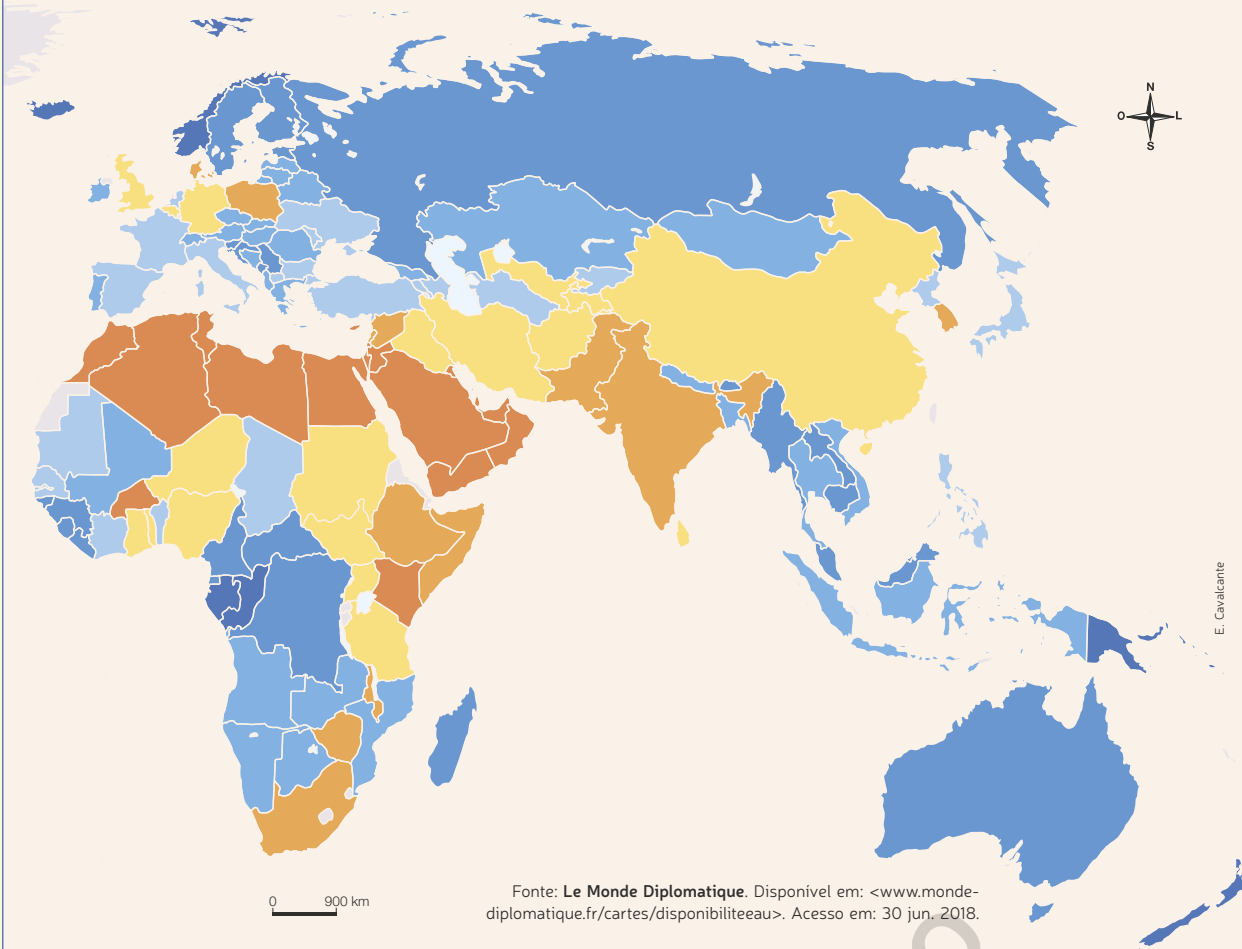 N
O L
S
E. Cavalcante
0 900 km
Fonte: Le Monde Diplomatique. Disponível em: <www.monde-
diplomatique.fr/cartes/disponibiliteeau>. Acesso em: 30 jun. 2018.